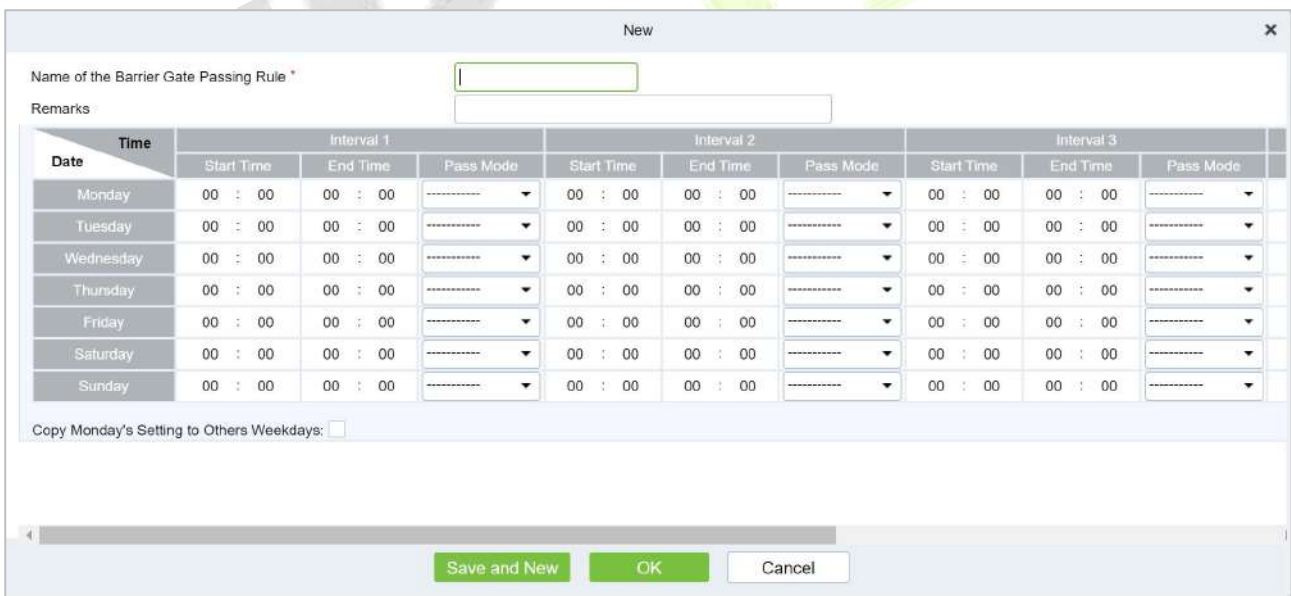 New ×
Name of the Barrier Gate Passing Rule *
Remarks
Time Interval 1 Interval 2 Interval 3
Date Start Time End Time Pass Mode Start Time End Time Pass Mode Start Time End Time Pass Mode
Monday 00 : 00 00 : 00 ----------- 00 : 00 00 : 00 ----------- 00 : 00 00 : 00 -----------
Tuesday 00 : 00 00 : 00 ----------- 00 : 00 00 : 00 ----------- 00 : 00 00 : 00 -----------
Wednesday 00 : 00 00 : 00 ----------- 00 : 00 00 : 00 ----------- 00 : 00 00 : 00 -----------
Thursday 00 : 00 00 : 00 ----------- 00 : 00 00 : 00 ----------- 00 : 00 00 : 00 -----------
Friday 00 : 00 00 : 00 ----------- 00 : 00 00 : 00 ----------- 00 : 00 00 : 00 -----------
Saturday 00 : 00 00 : 00 ----------- 00 : 00 00 : 00 ----------- 00 : 00 00 : 00 -----------
Sunday 00 : 00 00 : 00 ----------- 00 : 00 00 : 00 ----------- 00 : 00 00 : 00 -----------
Copy Monday's Setting to Others Weekdays:
Save and New OK Cancel